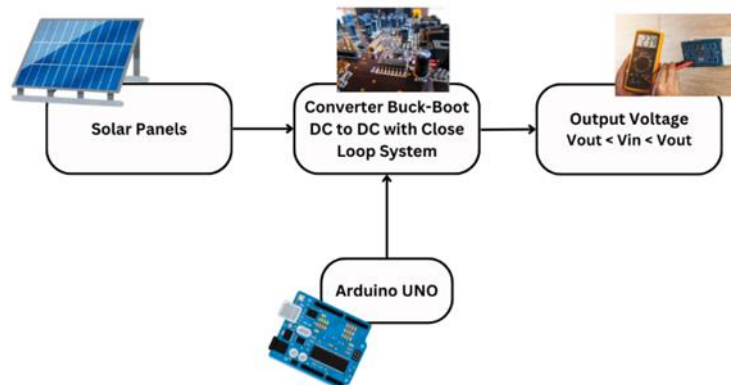 Solar Panels
Converter Buck-Boot
DC to DC with Close
Loop System
Output Voltage
Vout < Vin < Vout
Arduino UNO